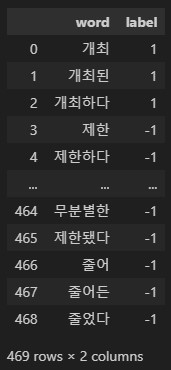 word label
0 개최 1
1 개최된 1
2 개최하다 1
3 제한 -1
4 제한하다 -1
... ... ...
464 무분별한 -1
465 제한됐다 -1
466 줄어 -1
467 줄어든 -1
468 줄었다 -1
469 rows × 2 columns